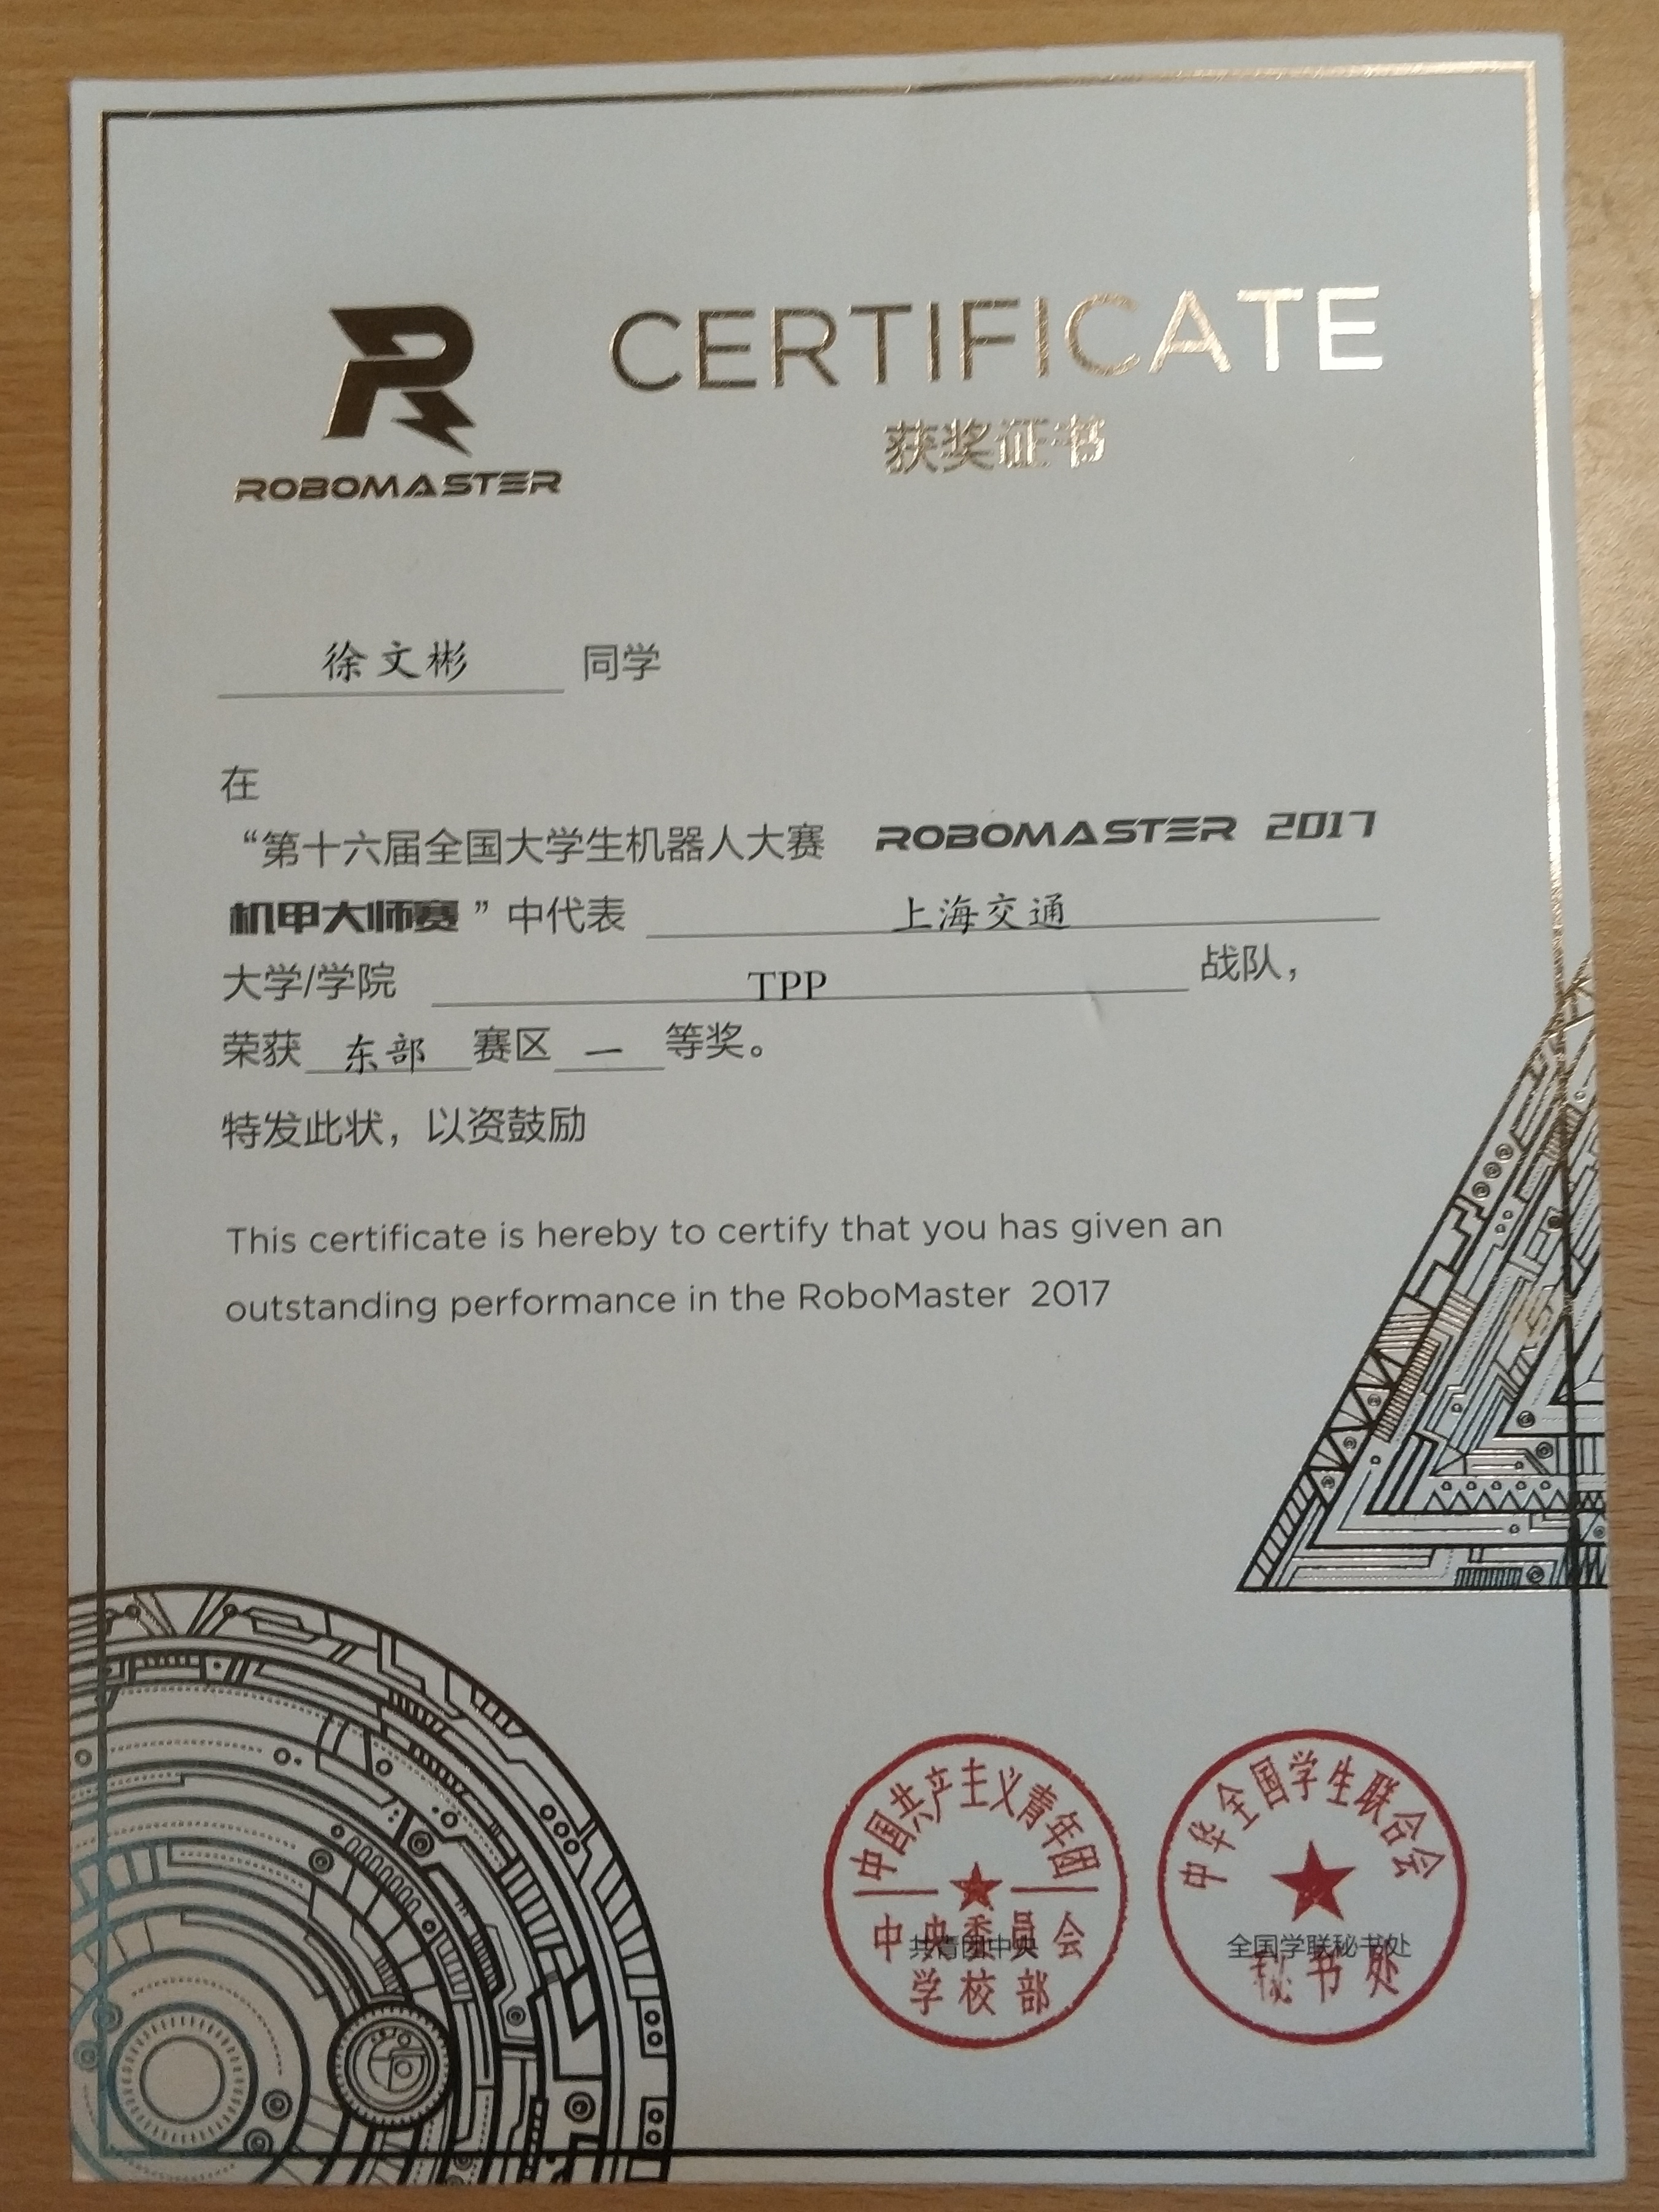 CERTIFICATE
获奖证书
ROBOMASTER
徐文彬 同学
在
“第十六届全国大学生机器人大赛 ROBOMASTER 2017
机甲大师赛”中代表 上海交通
大学/学院 TPP 战队，
荣获 东部 赛区 一 等奖。
特发此状，以资鼓励
This certificate is hereby to certify that you has given an
outstanding performance in the RoboMaster 2017
中国共产主义青年团
中央委员会
共青团中央
学校部
中华全国学生联合会
全国学联秘书处
秘书处